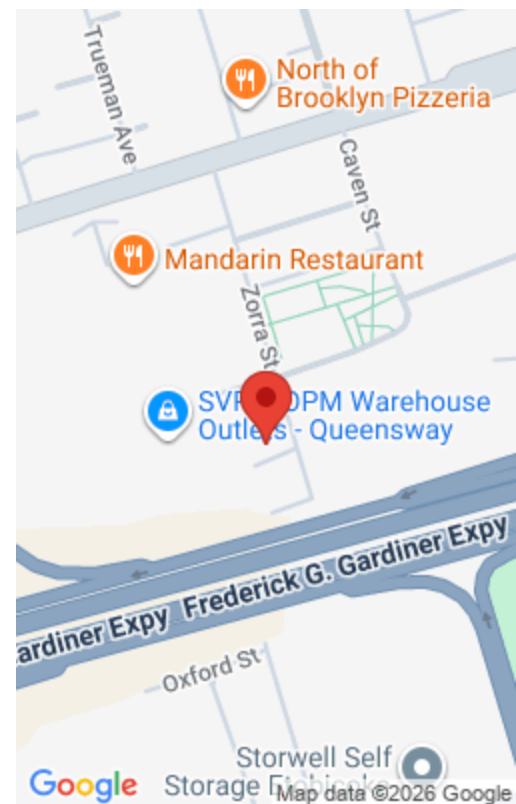 Trueman Ave
North of
Brooklyn Pizzeria
Caven St
Mandarin Restaurant
Zorra St
Warehouse
Outlets - Queensway
Frederick G. Gardiner Expy
Gardiner Expy
Oxford St
Storwell Self
Storage
Google
Map data ©2026 Google